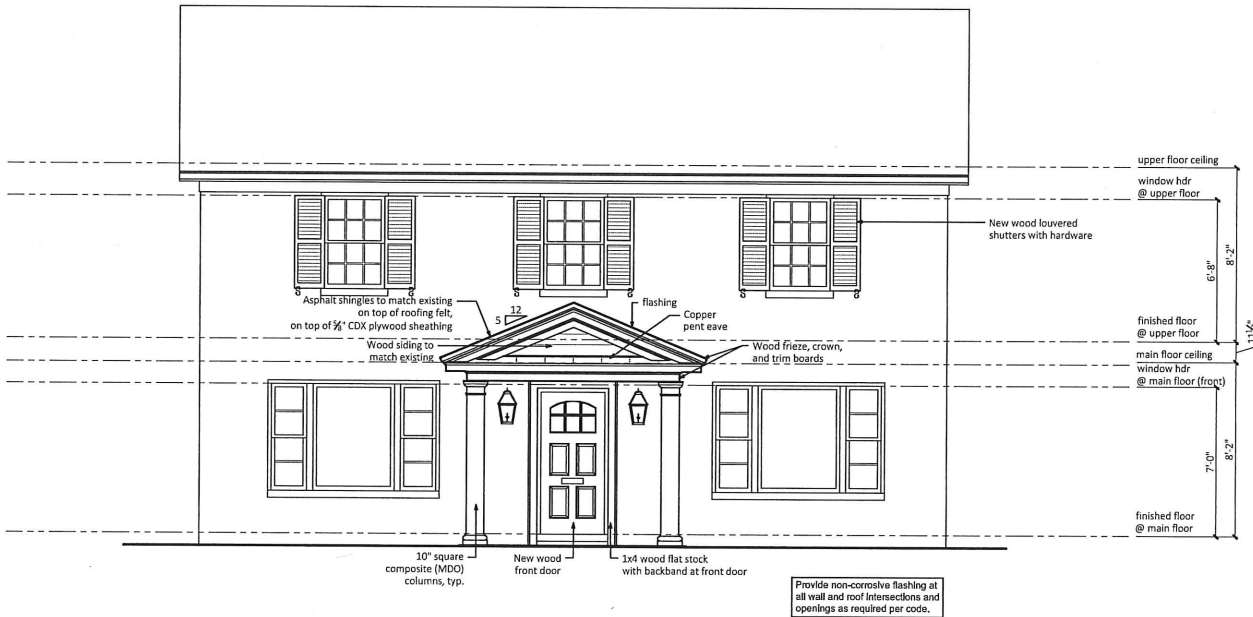 upper floor ceiling
window hdr
@ upper floor
New wood louvered
shutters with hardware
6'-8"
8'-2"
Asphalt shingles to match existing
on top of roofing felt,
on top of ⅝" CDX plywood sheathing
12
5
flashing
Copper
pent eave
Wood siding to
match existing
Wood frieze, crown,
and trim boards
finished floor
@ upper floor
main floor ceiling
window hdr
@ main floor (front)
7'-0"
8'-2"
finished floor
@ main floor
10" square
composite (MDO)
columns, typ.
New wood
front door
1x4 wood flat stock
with backband at front door
Provide non-corrosive flashing at
all wall and roof intersections and
openings as required per code.